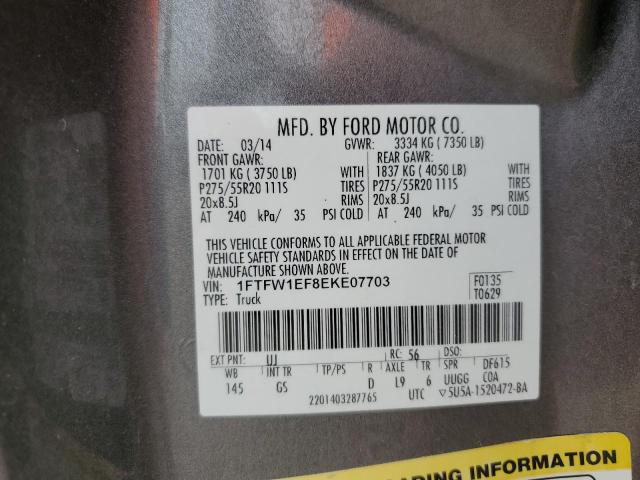 MFD. BY FORD MOTOR CO.
DATE: 03/14 GVWR: 3334 KG ( 7350 LB)
FRONT GAWR: REAR GAWR:
1701 KG ( 3750 LB) WITH 1837 KG ( 4050 LB) WITH
P275/55R20 111S TIRES P275/55R20 111S TIRES
20x8.5J RIMS 20x8.5J RIMS
AT 240 kPa/ 35 PSI COLD AT 240 kPa/ 35 PSI COLD
THIS VEHICLE CONFORMS TO ALL APPLICABLE FEDERAL MOTOR
VEHICLE SAFETY STANDARDS IN EFFECT ON THE DATE OF
MANUFACTURE SHOWN ABOVE.
VIN: 1FTFW1EF8EKE07703 F0135
TYPE: Truck T0629
EXT PNT: UJ RC: 56 DSO:
WB INT TR TP/PS R AXLE TR SPR DF615
145 GS D L9 6 UUGG COA
2201403287765 UTC ▽5U5A-1520472-BA
ADING INFORMATION